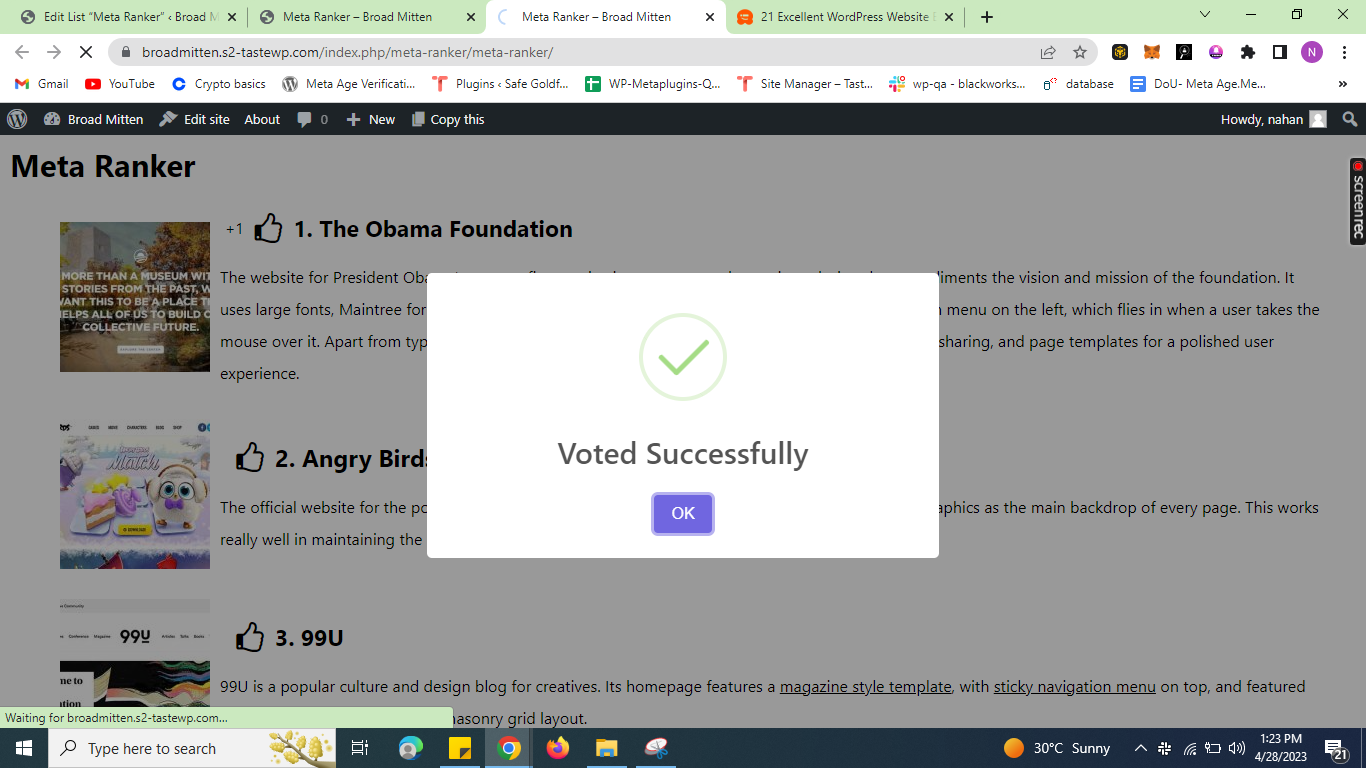 Edit List “Meta Ranker” ‹ Broad M
Meta Ranker – Broad Mitten
Meta Ranker – Broad Mitten
21 Excellent WordPress Website E
broadmitten.s2-tastewp.com/index.php/meta-ranker/meta-ranker/
N
Gmail
YouTube
Crypto basics
Meta Age Verificati...
Plugins ‹ Safe Goldf...
WP-Metaplugins-Q...
Site Manager – Tast...
wp-qa - blackworks...
database
DoU- Meta Age.Me...
»
Broad Mitten
Edit site
About
0
New
Copy this
Howdy, nahan
Meta Ranker
screenrec
+1
1. The Obama Foundation
MORE THAN A MUSEUM WIT
STORIES FROM THE PAST, W
WANT THIS TO BE A PLACE T
HELPS ALL OF US TO BUILD O
COLLECTIVE FUTURE.
The website for President Oba
liments the vision and mission of the foundation. It
uses large fonts, Maintree for
menu on the left, which flies in when a user takes the
mouse over it. Apart from typ
sharing, and page templates for a polished user
experience.
Voted Successfully
OK
Match
2. Angry Birds
The official website for the po
aphics as the main backdrop of every page. This works
really well in maintaining the
99U
me to
ation
3. 99U
99U is a popular culture and design blog for creatives. Its homepage features a magazine style template, with sticky navigation menu on top, and featured
masonry grid layout.
Waiting for broadmitten.s2-tastewp.com...
Type here to search
30°C Sunny
1:23 PM
4/28/2023
21